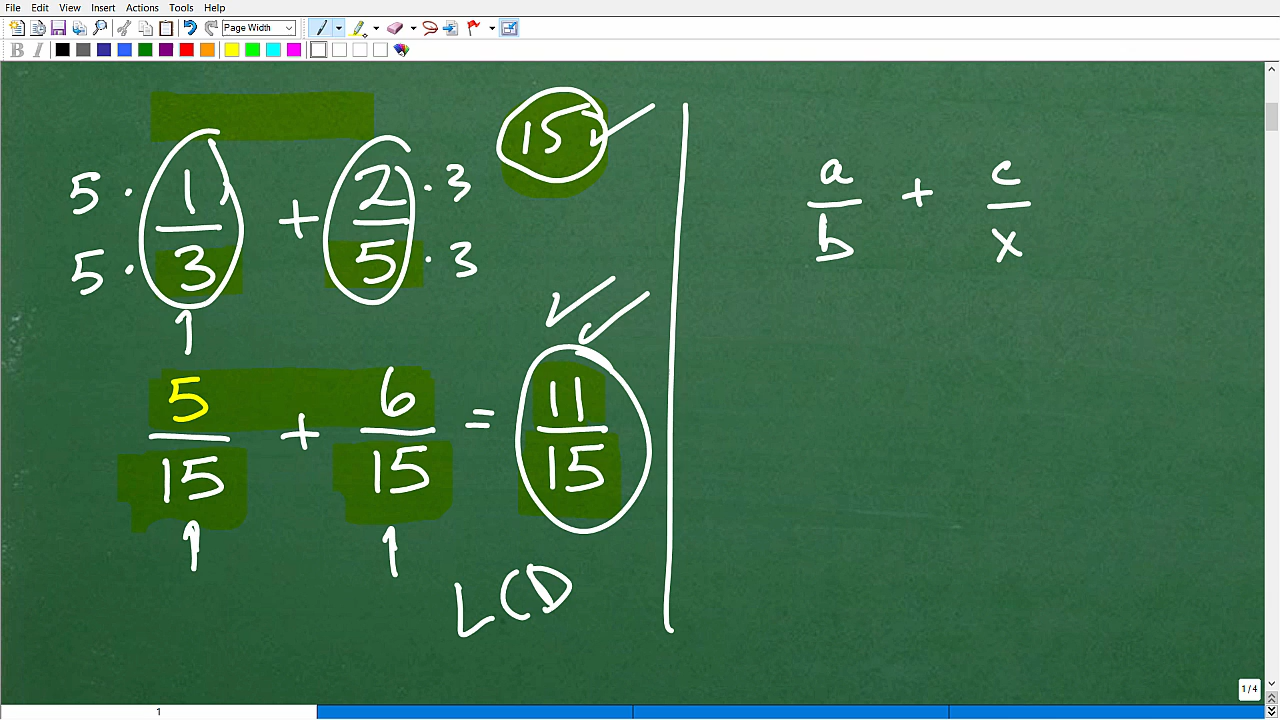 File Edit View Insert Actions Tools Help
Page Width
B I
15
5 · 1/3 + 2/5 · 3
5 · 3
5/15 + 6/15 = 11/15
LCD
a/b + c/x
1/4
1